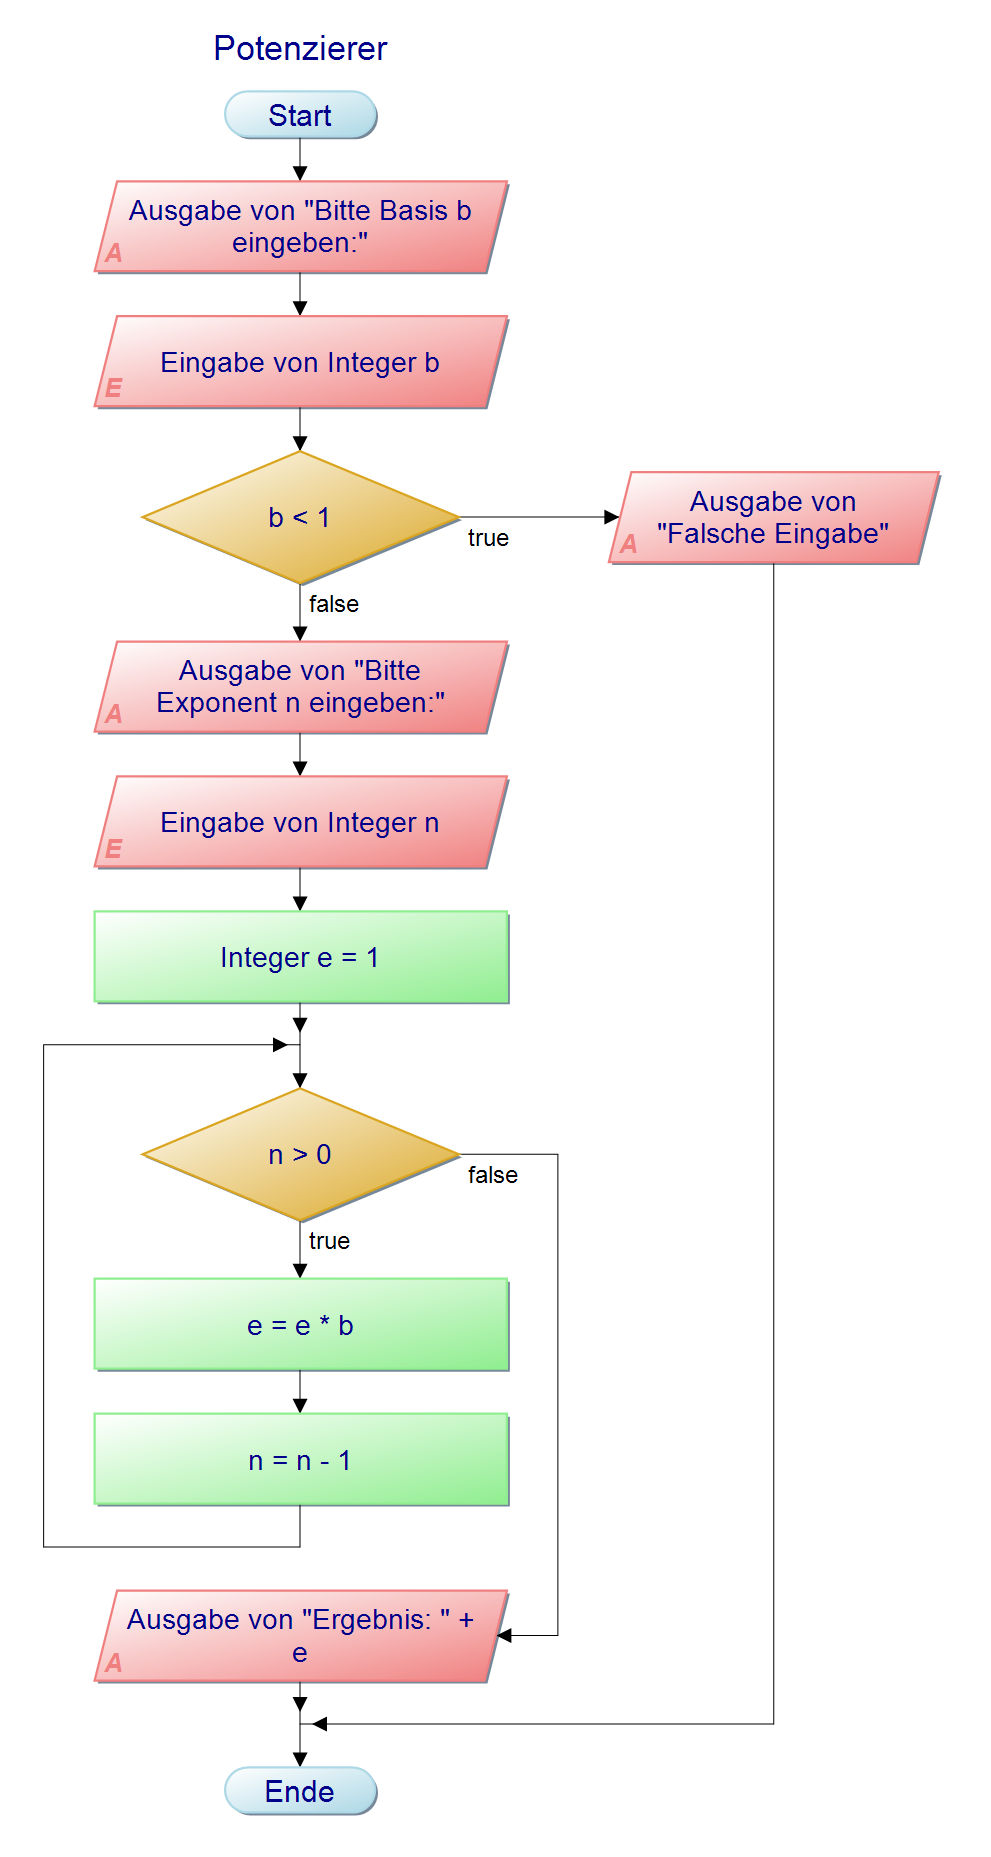 Potenzierer
Start
Ausgabe von "Bitte Basis b
eingeben:"
A
Eingabe von Integer b
E
b < 1
true
Ausgabe von
"Falsche Eingabe"
A
false
Ausgabe von "Bitte
Exponent n eingeben:"
A
Eingabe von Integer n
E
Integer e = 1
n > 0
false
true
e = e * b
n = n - 1
Ausgabe von "Ergebnis: " +
e
A
Ende